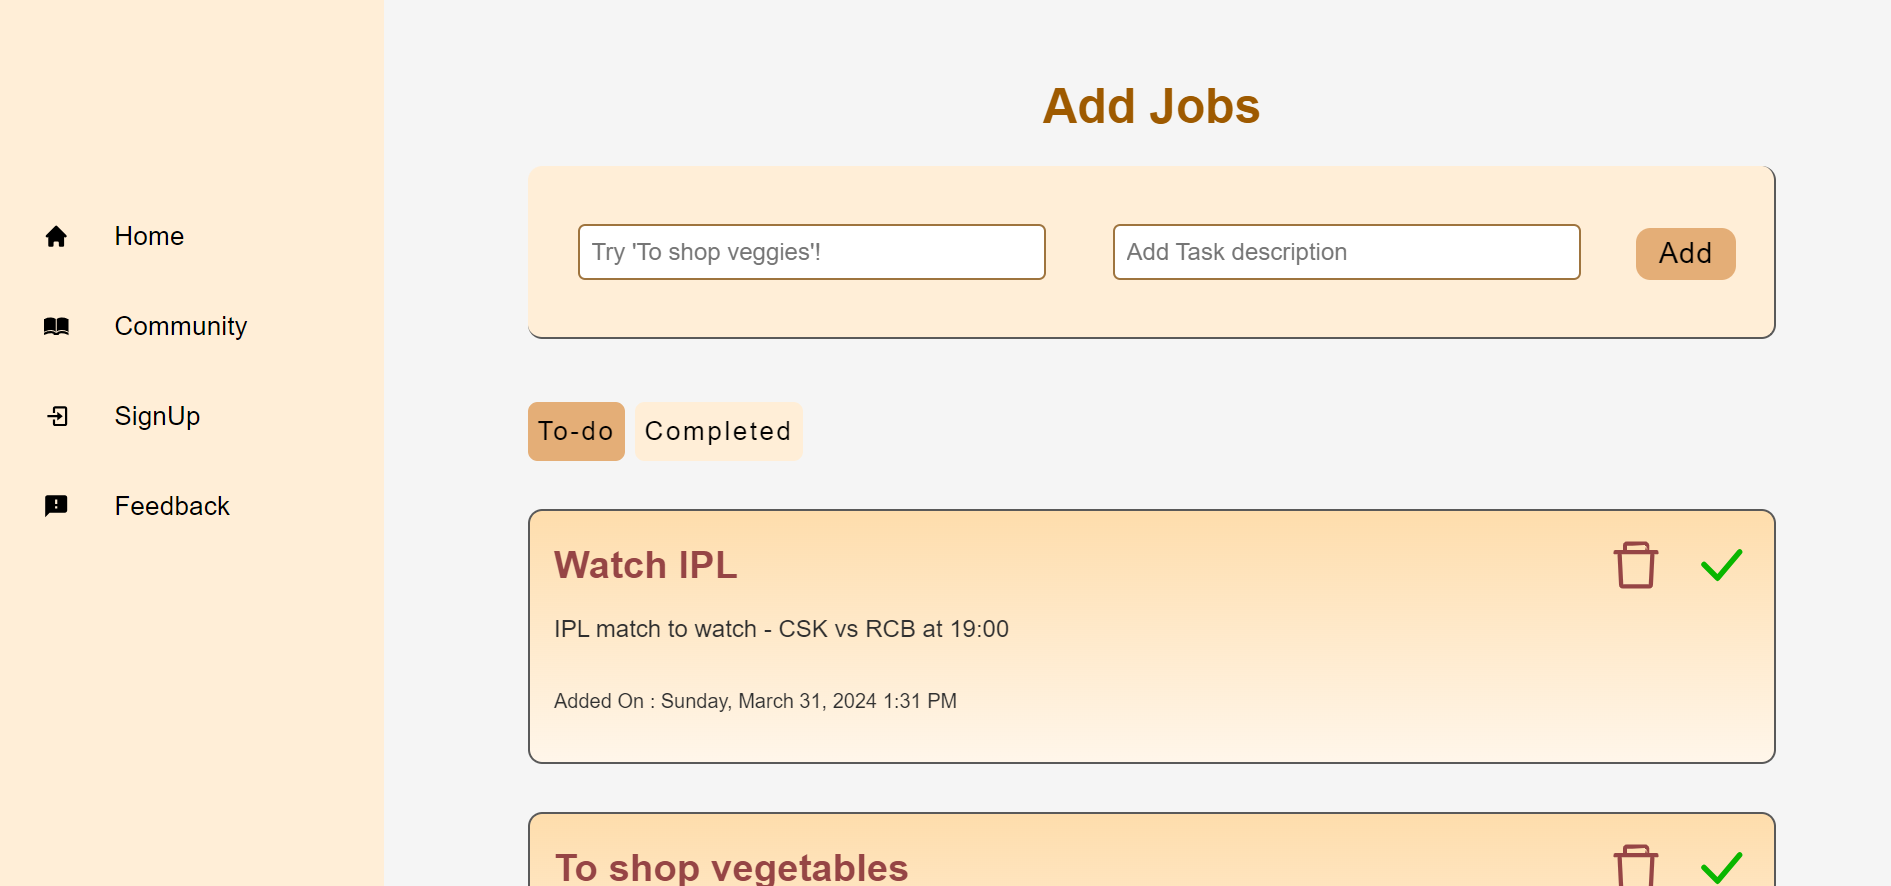 Home
Community
SignUp
Feedback
Add Jobs
Try 'To shop veggies'!
Add Task description
Add
To-do
Completed
Watch IPL
IPL match to watch - CSK vs RCB at 19:00
Added On : Sunday, March 31, 2024 1:31 PM
To shop vegetables